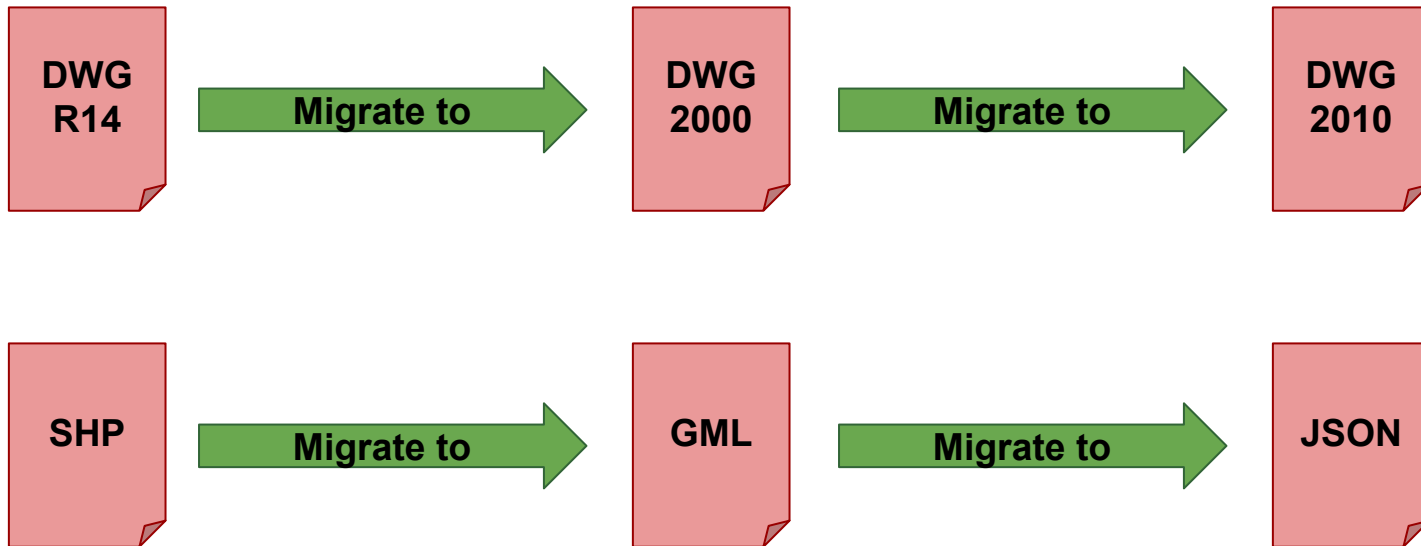 DWG
R14
Migrate to
DWG
2000
Migrate to
DWG
2010
SHP
Migrate to
GML
Migrate to
JSON